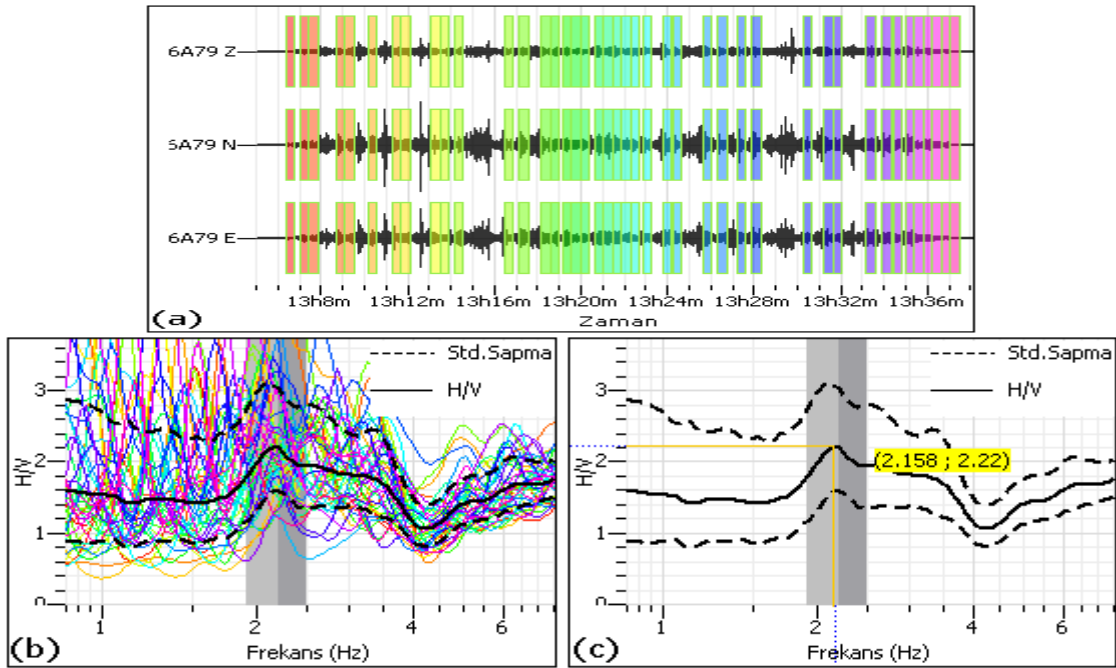 6A79 Z
5A79 N
6A79 E
13h8m 13h12m 13h16m 13h20m 13h24m 13h28m 13h32m 13h36m
Zaman
(a)
Std.Sapma
H/V
3
2
1
0
H/V
1 2 4 6
Frekans (Hz)
(b)
Std.Sapma
H/V
3
2
1
0
H/V
(2.158 ; 2.22)
1 2 4 6
Frekans (Hz)
(c)